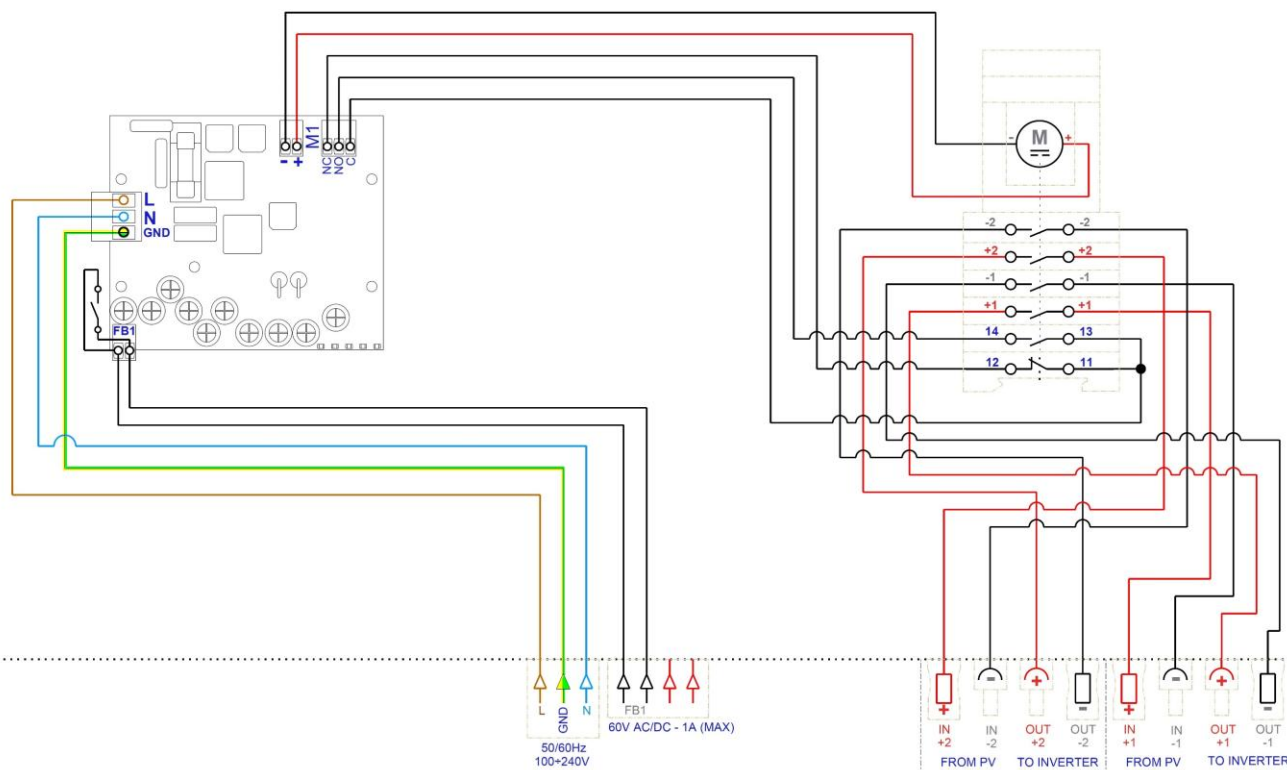 M1
- +
NC
NO
C
L
N
GND
FB1
M
- +
-2 -2
+2 +2
-1 -1
+1 +1
14 13
12 11
L
GND
N
50/60Hz
100÷240V
FB1
60V AC/DC - 1A (MAX)
+ - + - + - + -
IN IN OUT OUT IN IN OUT OUT
+2 -2 +2 -2 +1 -1 +1 -1
FROM PV TO INVERTER FROM PV TO INVERTER